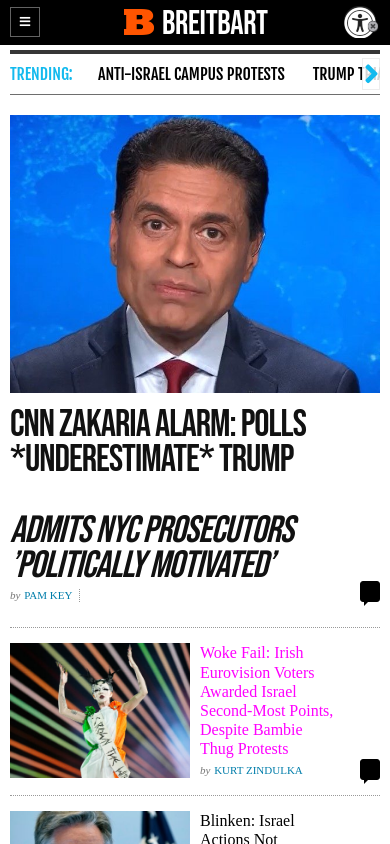 BREITBART
TRENDING: ANTI-ISRAEL CAMPUS PROTESTS TRUMP
CNN ZAKARIA ALARM: POLLS
*UNDERESTIMATE* TRUMP
ADMITS NYC PROSECUTORS
'POLITICALLY MOTIVATED'
by PAM KEY
Woke Fail: Irish
Eurovision Voters
Awarded Israel
Second-Most Points,
Despite Bambie
Thug Protests
by KURT ZINDULKA
Winken: Israel
Actions Not